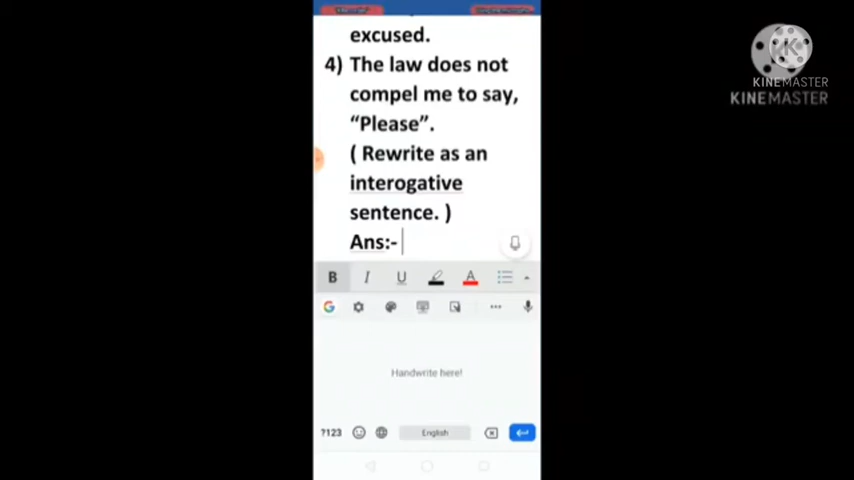 excused.
4) The law does not
compel me to say,
“Please”.
( Rewrite as an
interogative
sentence. )
Ans:-
B I U A
Handwrite here!
?123 English
K
KINEMASTER
KINEMASTER